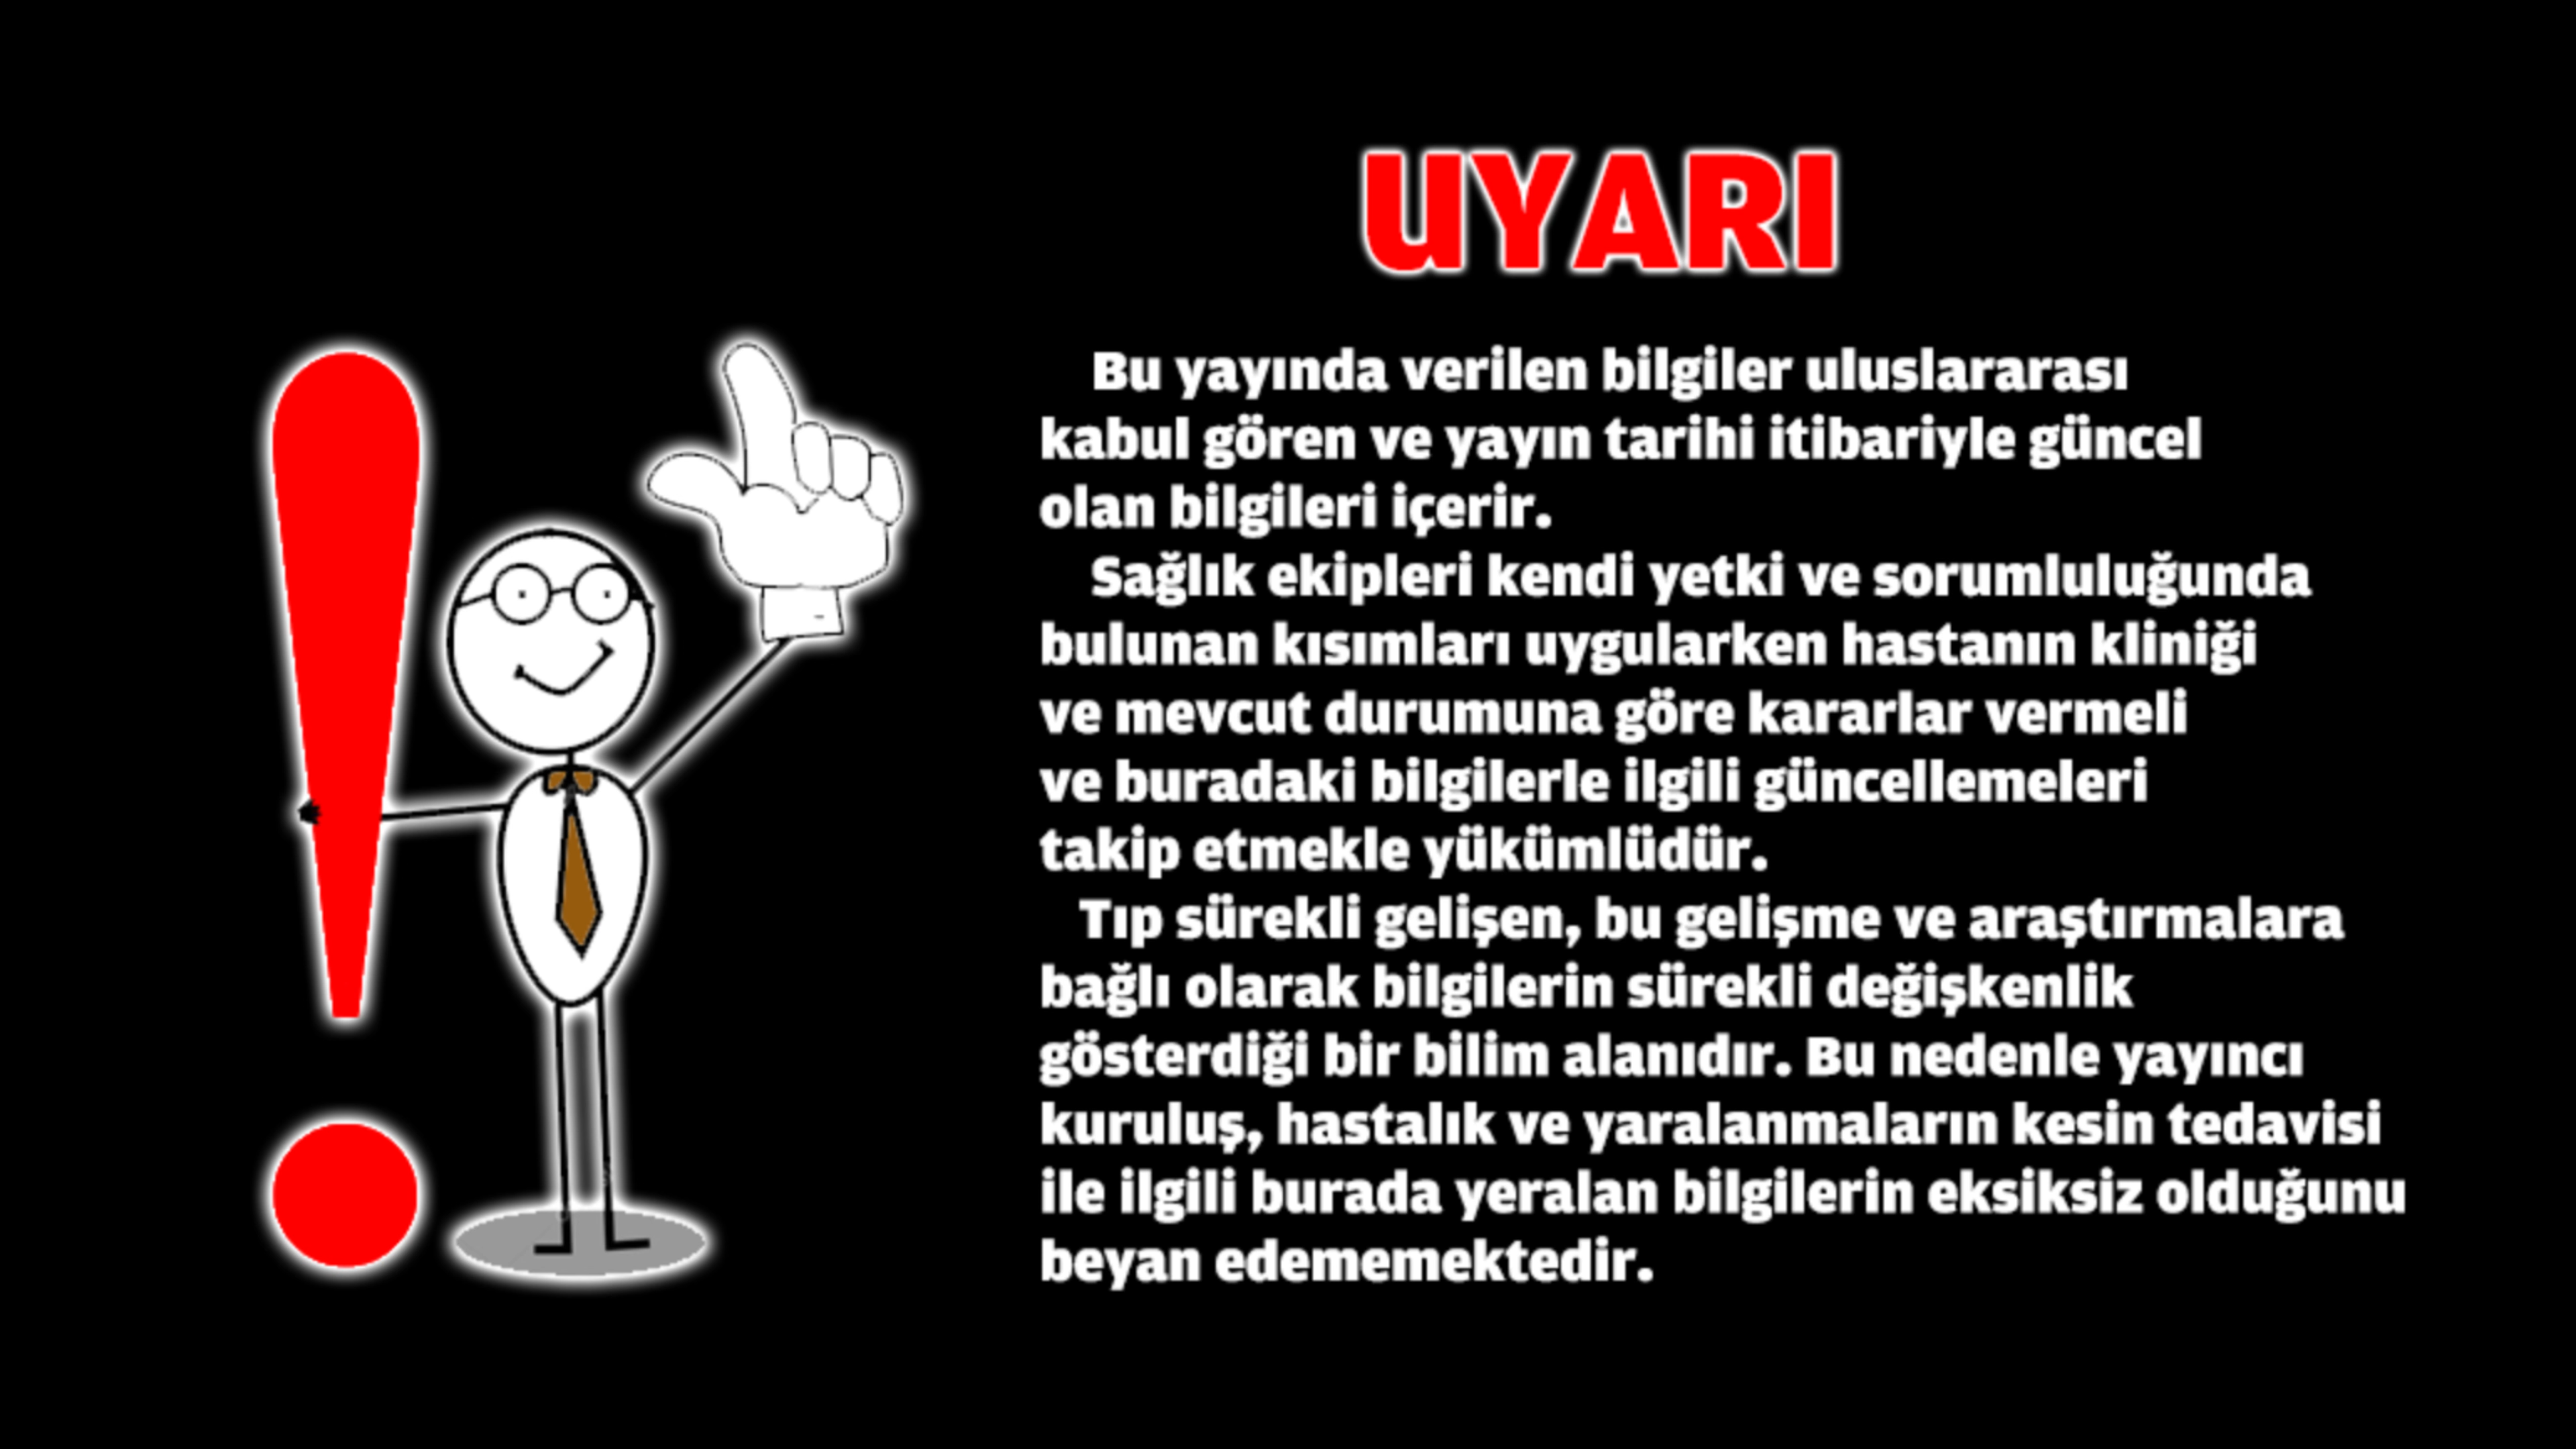 UYARI
Bu yayında verilen bilgiler uluslararası
kabul gören ve yayın tarihi itibariyle güncel
olan bilgileri içerir.
Sağlık ekipleri kendi yetki ve sorumluluğunda
bulunan kısımları uygularken hastanın kliniği
ve mevcut durumuna göre kararlar vermeli
ve buradaki bilgilerle ilgili güncellemeleri
takip etmekle yükümlüdür.
Tıp sürekli gelişen, bu gelişme ve araştırmalara
bağlı olarak bilgilerin sürekli değişkenlik
gösterdiği bir bilim alanıdır. Bu nedenle yayıncı
kuruluş, hastalık ve yaralanmaların kesin tedavisi
ile ilgili burada yeralan bilgilerin eksiksiz olduğunu
beyan edememektedir.